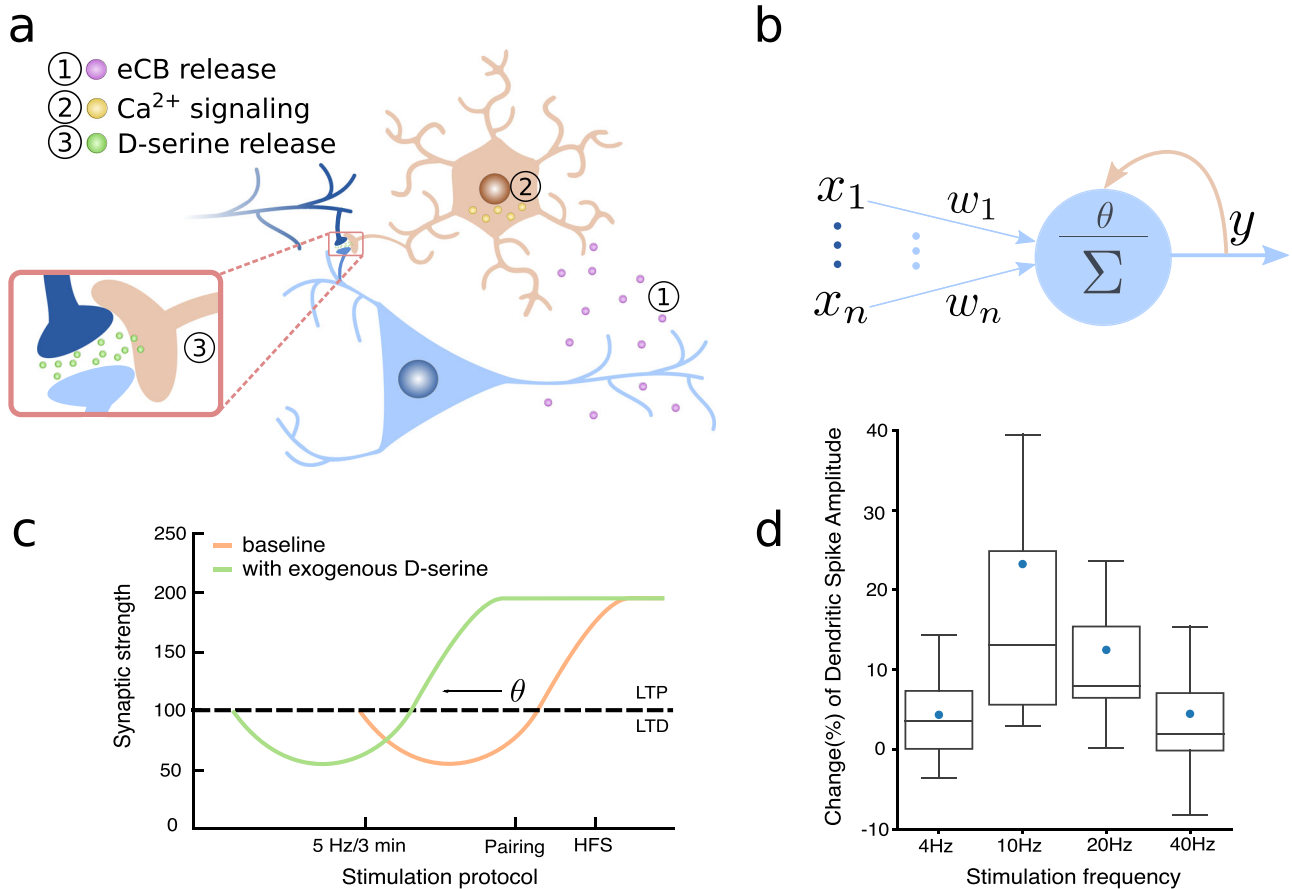 a
① eCB release
② Ca²⁺ signaling
③ D-serine release
②
①
③
b
x₁
w₁
θ
Σ
y
xₙ
wₙ
c
250
200
150
100
50
0
Synaptic strength
baseline
with exogenous D-serine
θ
LTP
LTD
5 Hz/3 min
Pairing
HFS
Stimulation protocol
d
40
30
20
10
0
-10
Change(%) of Dendritic Spike Amplitude
4Hz
10Hz
20Hz
40Hz
Stimulation frequency